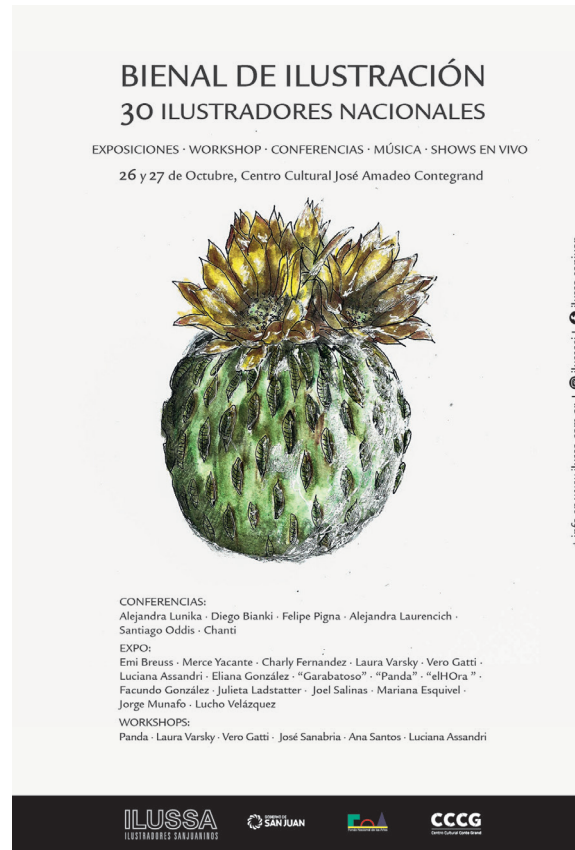 BIENAL DE ILUSTRACIÓN
30 ILUSTRADORES NACIONALES
EXPOSICIONES · WORKSHOP · CONFERENCIAS · MÚSICA · SHOWS EN VIVO
26 y 27 de Octubre, Centro Cultural José Amadeo Contegrand
CONFERENCIAS:
Alejandra Lunika · Diego Bianki · Felipe Pigna · Alejandra Laurencich ·
Santiago Oddis · Chanti
EXPO:
Emi Breuss · Merce Yacante · Charly Fernandez · Laura Varsky · Vero Gatti ·
Luciana Assandri · Eliana González · “Garabatoso” · “Panda” · “elHOra ” ·
Facundo González · Julieta Ladstatter · Joel Salinas · Mariana Esquivel ·
Jorge Munafo · Lucho Velázquez
WORKSHOPS:
Panda · Laura Varsky · Vero Gatti · José Sanabria · Ana Santos · Luciana Assandri
ILUSSA
ILUSTRADORES SANJUANINOS
GOBIERNO DE
SAN JUAN
CCCG
Centro Cultural Conte Grand